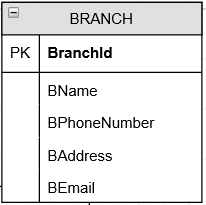 BRANCH
PK BranchId
BName
BPhoneNumber
BAddress
BEmail